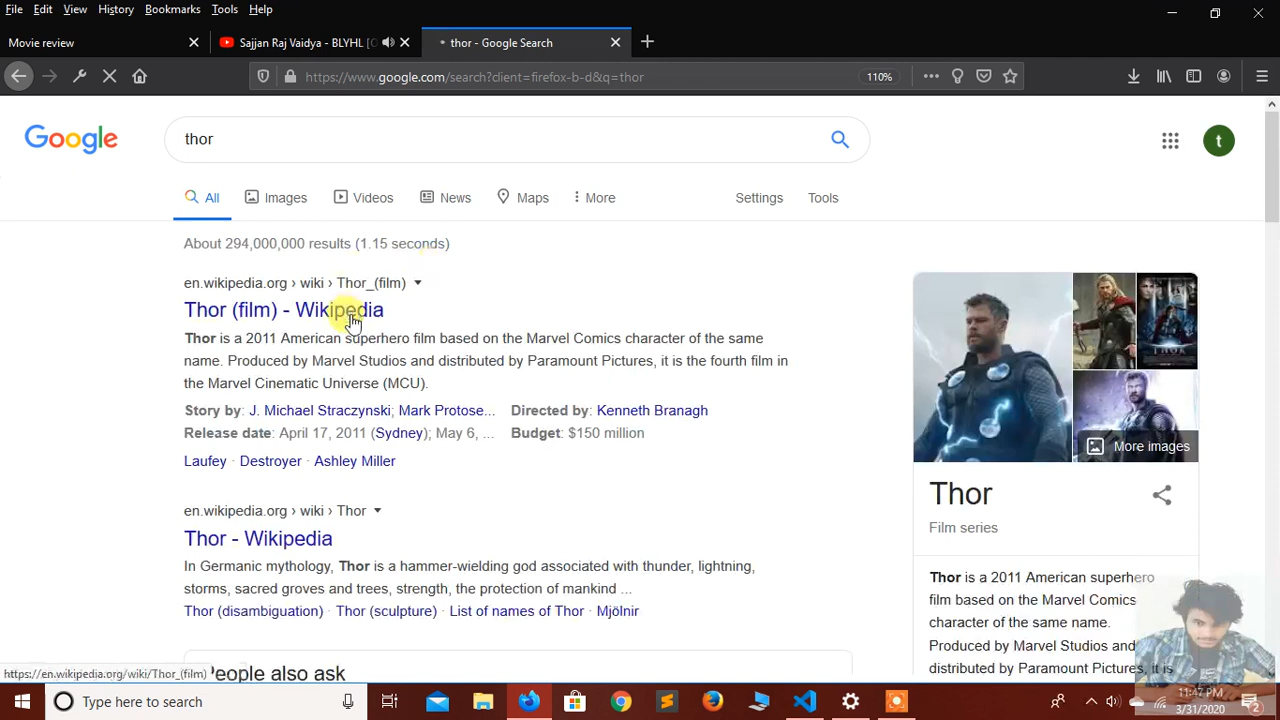 File Edit View History Bookmarks Tools Help
Movie review
Sajjan Raj Vaidya - BLYHL [O
thor - Google Search
https://www.google.com/search?client=firefox-b-d&q=thor
110%
Google
thor
t
All Images Videos News Maps More Settings Tools
About 294,000,000 results (1.15 seconds)
en.wikipedia.org › wiki › Thor_(film)
Thor (film) - Wikipedia
Thor is a 2011 American superhero film based on the Marvel Comics character of the same
name. Produced by Marvel Studios and distributed by Paramount Pictures, it is the fourth film in
the Marvel Cinematic Universe (MCU).
Story by: J. Michael Straczynski; Mark Protose... Directed by: Kenneth Branagh
Release date: April 17, 2011 (Sydney); May 6, ... Budget: $150 million
Laufey · Destroyer · Ashley Miller
en.wikipedia.org › wiki › Thor
Thor - Wikipedia
In Germanic mythology, Thor is a hammer-wielding god associated with thunder, lightning,
storms, sacred groves and trees, strength, the protection of mankind ...
Thor (disambiguation) · Thor (sculpture) · List of names of Thor · Mjölnir
People also ask
THOR
More images
Thor
Film series
Thor is a 2011 American superhero
film based on the Marvel Comics
character of the same name.
Produced by Marvel Studios and
distributed by Paramount Pictures, it is
https://en.wikipedia.org/wiki/Thor_(film)
Type here to search
11:47 PM
3/31/2020
2